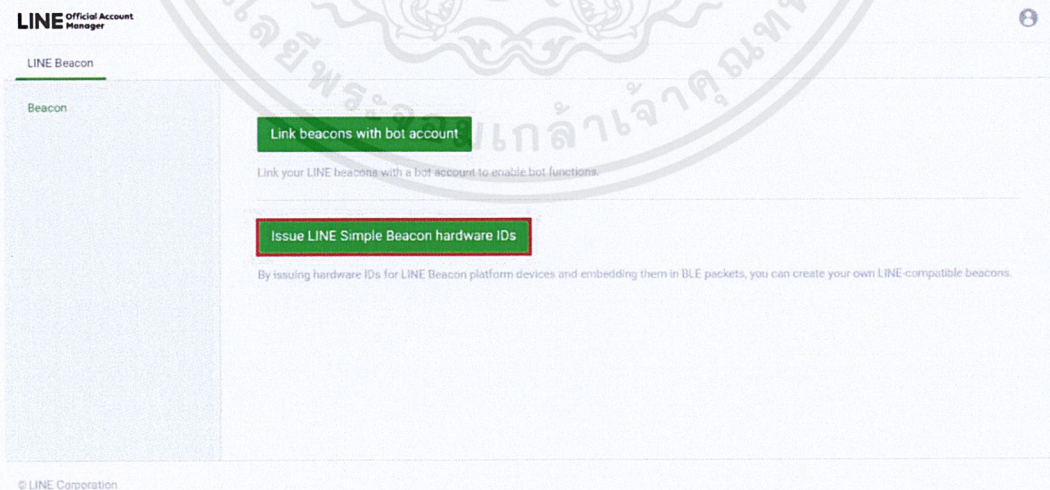 LINE Official Account Manager
LINE Beacon
Beacon
Link beacons with bot account
Link your LINE beacons with a bot account to enable bot functions.
Issue LINE Simple Beacon hardware IDs
By issuing hardware IDs for LINE Beacon platform devices and embedding them in BLE packets, you can create your own LINE-compatible beacons.
© LINE Corporation